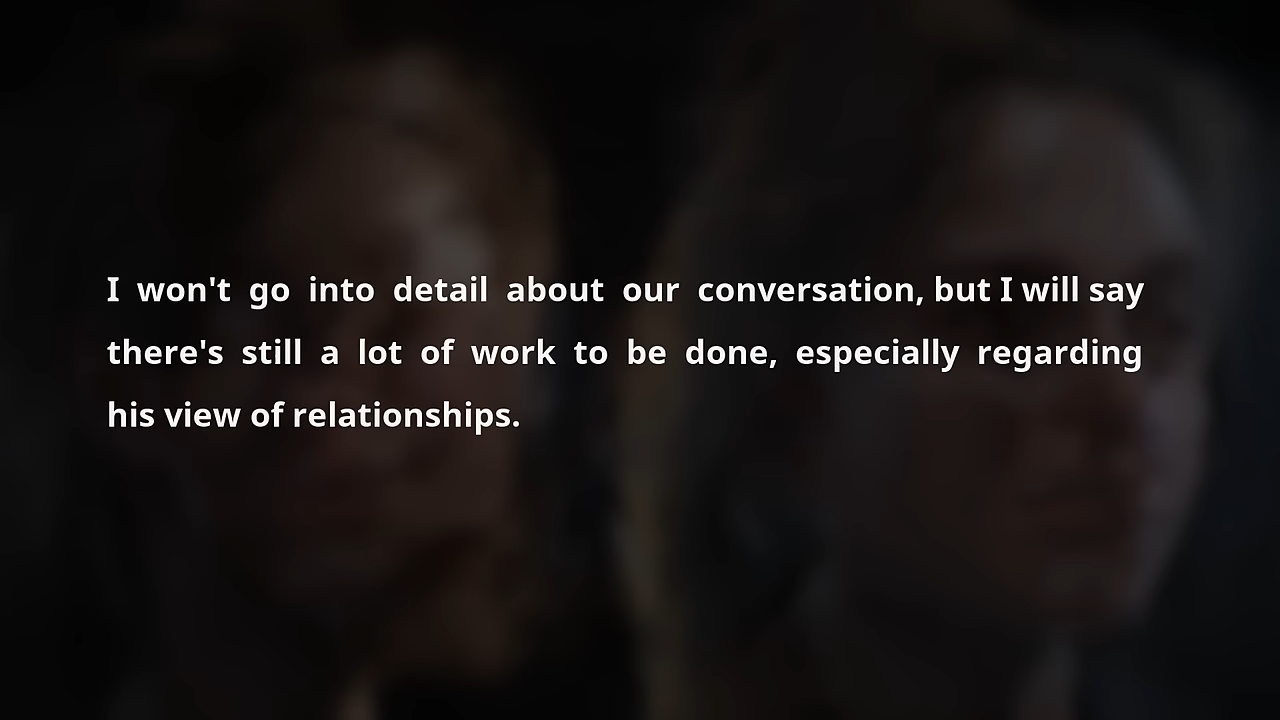 I won't go into detail about our conversation, but I will say
there's still a lot of work to be done, especially regarding
his view of relationships.